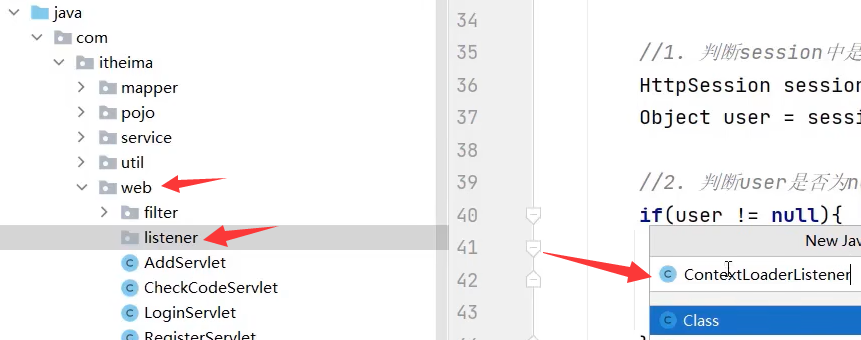 java
com
itheima
mapper
pojo
service
util
web
filter
listener
AddServlet
CheckCodeServlet
LoginServlet
RegisterServlet
34
35 //1. 判断session中是
36 HttpSession session
37 Object user = sessi
38
39 //2. 判断user是否为n
40 if(user != null){
41
42
43
New Jav
ContextLoaderListener
Class